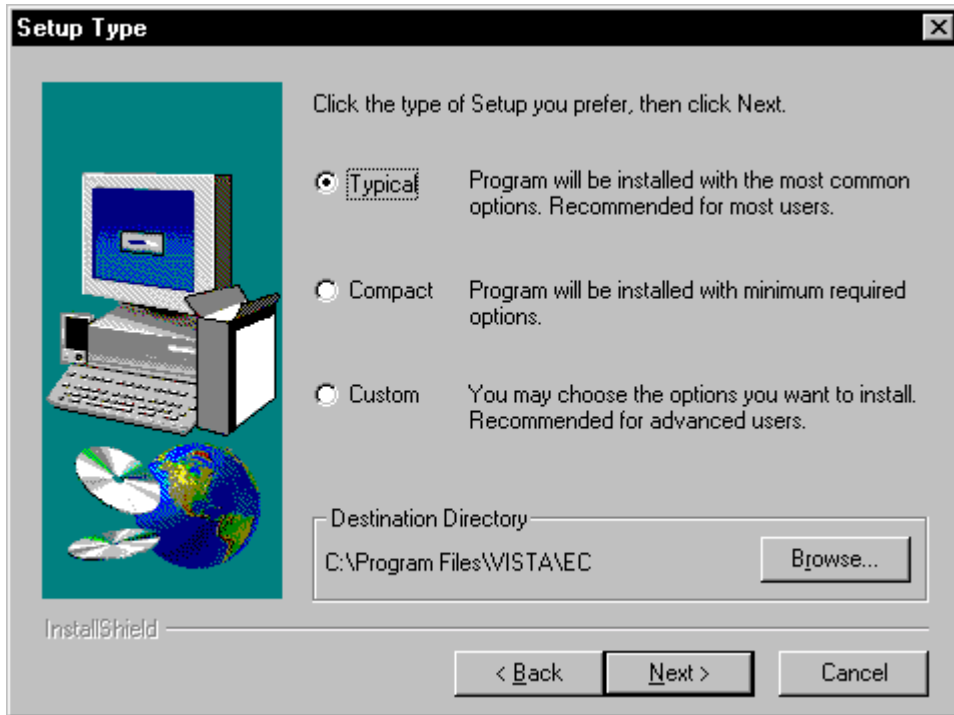 Setup Type
Click the type of Setup you prefer, then click Next.
Typical
Program will be installed with the most common
options. Recommended for most users.
Compact
Program will be installed with minimum required
options.
Custom
You may choose the options you want to install.
Recommended for advanced users.
Destination Directory
C:\Program Files\VISTA\EC
Browse...
InstallShield
< Back
Next >
Cancel